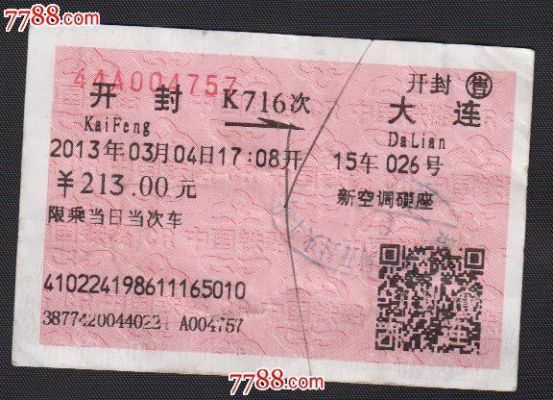 7788.com
44A004757
开封 售
开 封 K716次 大 连
KaiFeng DaLian
2013年03月04日17:08开 15车 026号
￥213.00元 新空调硬座
限乘当日当次车
410224198611165010
A004757
7788.com